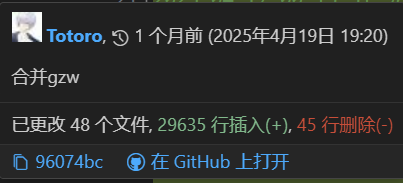 Totoro, 1 个月前 (2025年4月19日 19:20)
合并gzw
已更改 48 个文件, 29635 行插入(+), 45 行删除(-)
96074bc 在 GitHub 上打开